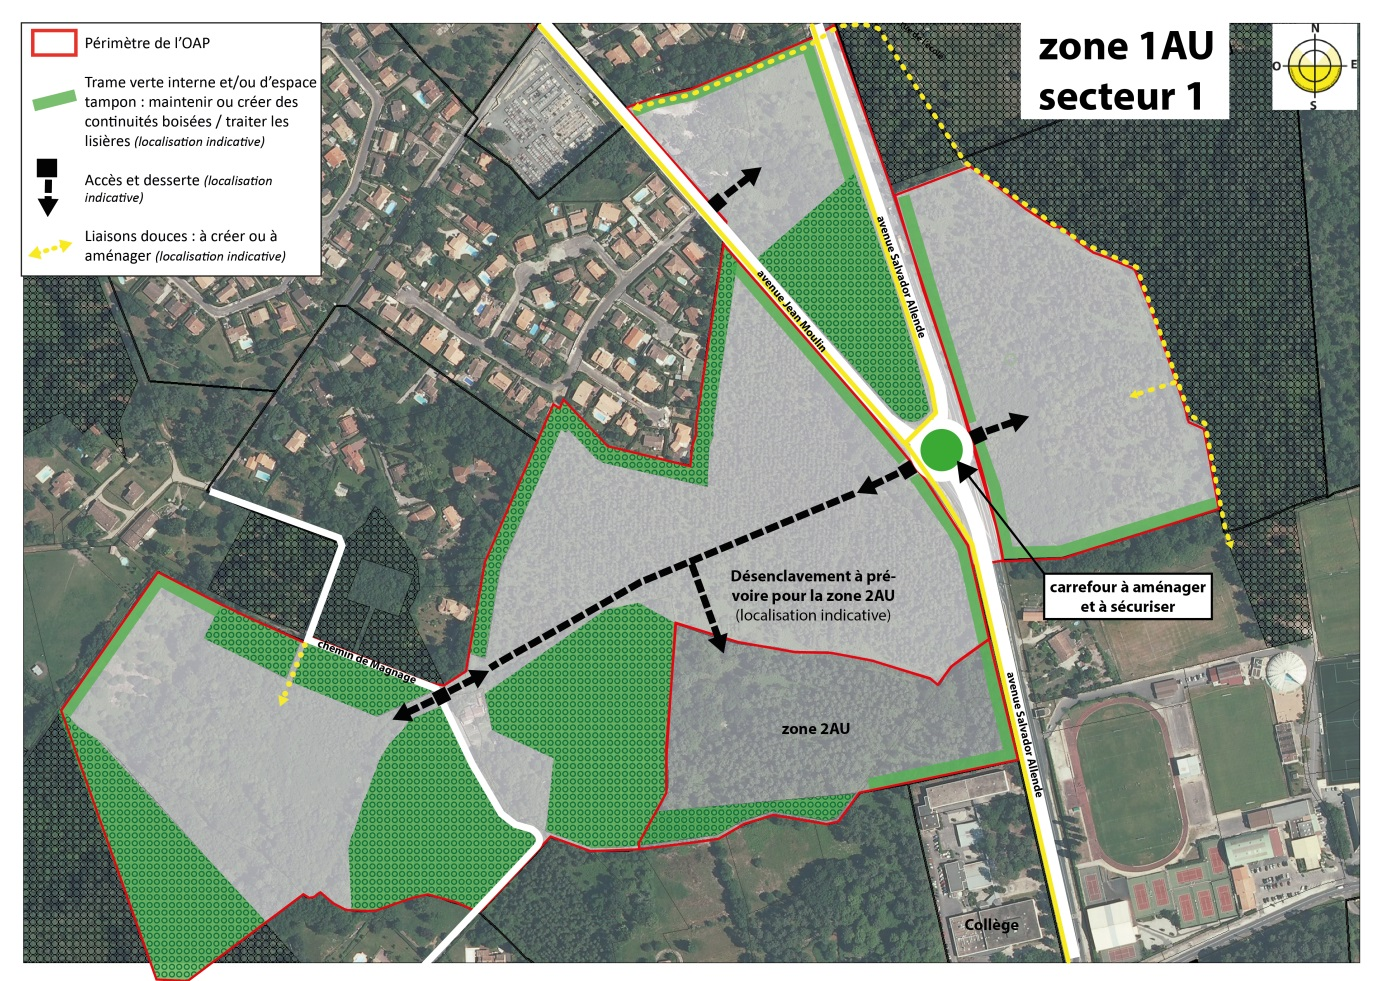 Périmètre de l'OAP
Trame verte interne et/ou d'espace
tampon : maintenir ou créer des
continuités boisées / traiter les
lisières (localisation indicative)
Accès et desserte (localisation
indicative)
Liaisons douces : à créer ou à
aménager (localisation indicative)
zone 1AU
secteur 1
N
O
E
S
avenue Salvador Allende
avenue Jean Moulin
Désenclavement à pré-
voire pour la zone 2AU
(localisation indicative)
carrefour à aménager
et à sécuriser
chemin de Magnage
zone 2AU
avenue Salvador Allende
Collège